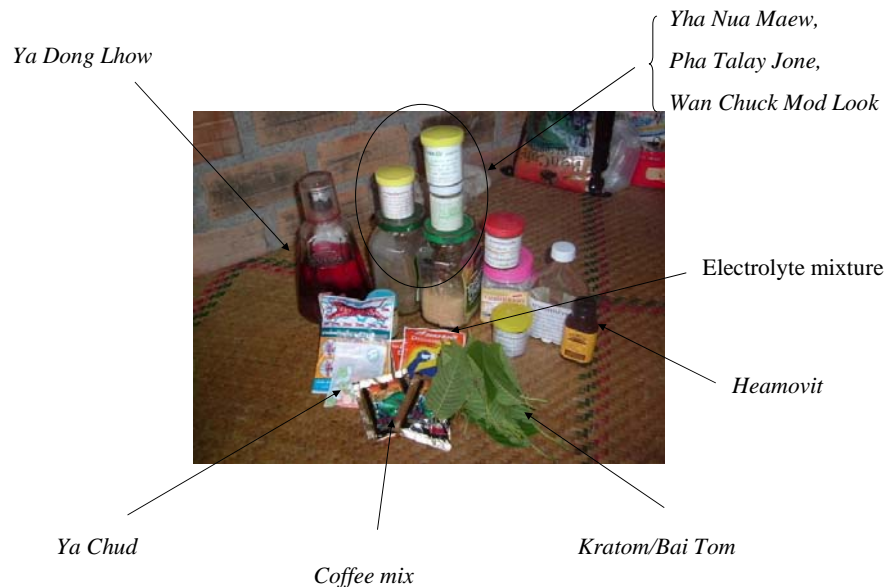 Yha Nua Maew,
Ya Dong Lhow
Pha Talay Jone,
Wan Chuck Mod Look
Electrolyte mixture
Heamovit
Ya Chud
Kratom/Bai Tom
Coffee mix